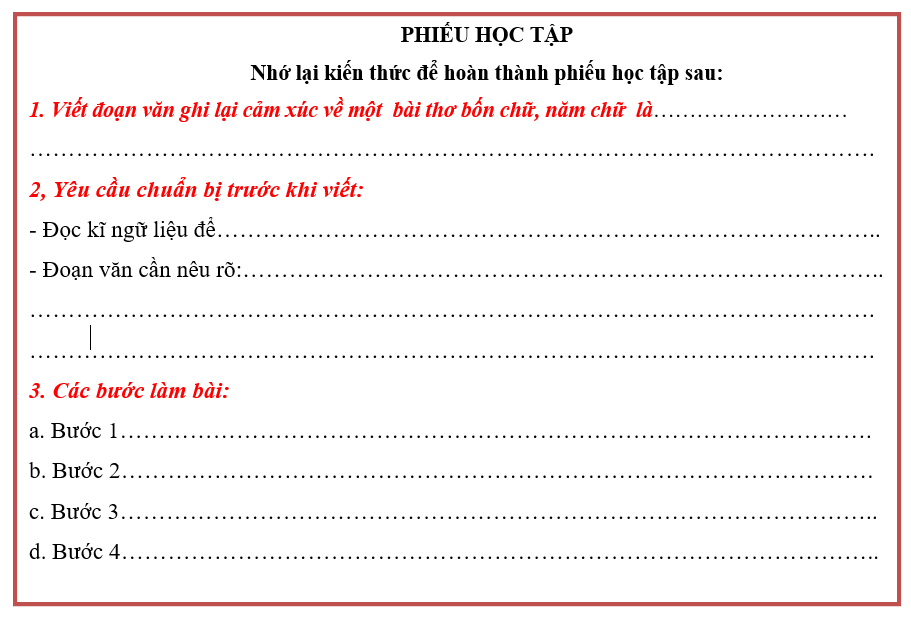 PHIẾU HỌC TẬP
Nhớ lại kiến thức để hoàn thành phiếu học tập sau:
1. Viết đoạn văn ghi lại cảm xúc về một bài thơ bốn chữ, năm chữ là………………………
…………………………………………………………………………………………………….
2, Yêu cầu chuẩn bị trước khi viết:
- Đọc kĩ ngữ liệu để…………………………………………………………………………..
- Đoạn văn cần nêu rõ:………………………………………………………………………..
…………………………………………………………………………………………………….
…………………………………………………………………………………………………….
3. Các bước làm bài:
a. Bước 1………………………………………………………………………………………
b. Bước 2………………………………………………………………………………………
c. Bước 3……………………………………………………………………………………..
d. Bước 4……………………………………………………………………………………..